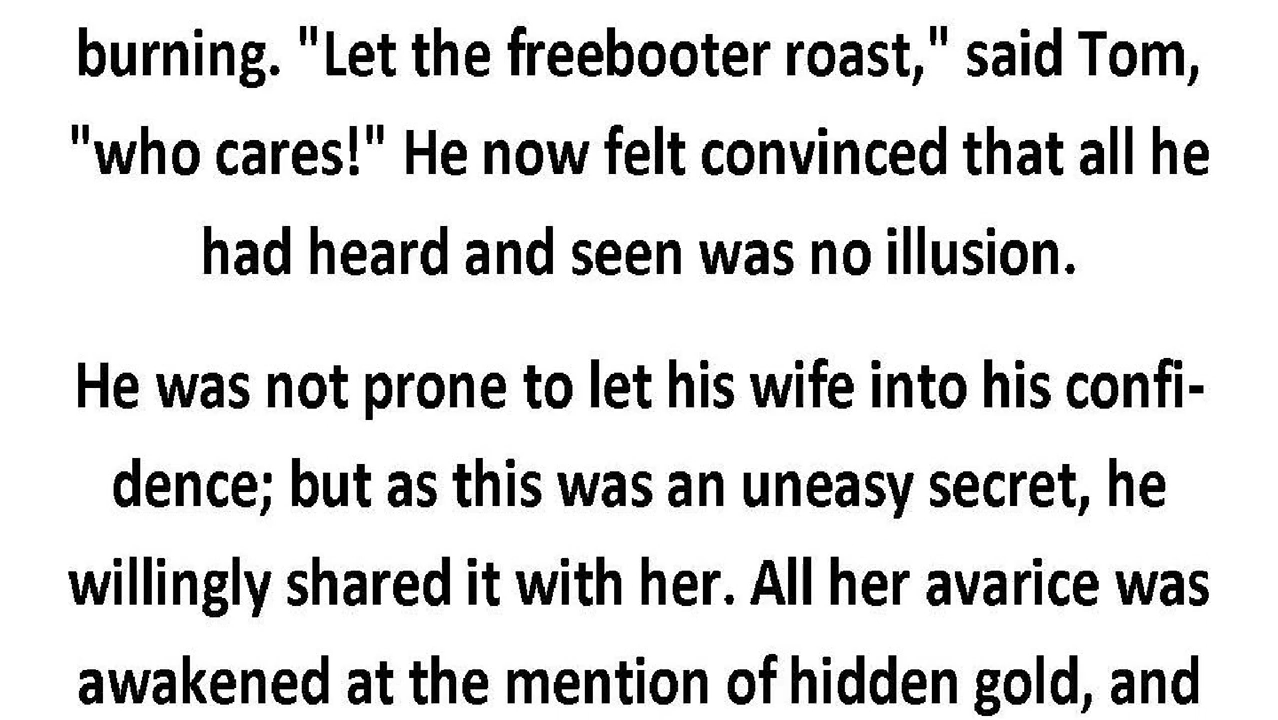 burning. "Let the freebooter roast," said Tom,
"who cares!" He now felt convinced that all he
had heard and seen was no illusion.
He was not prone to let his wife into his confi-
dence; but as this was an uneasy secret, he
willingly shared it with her. All her avarice was
awakened at the mention of hidden gold, and